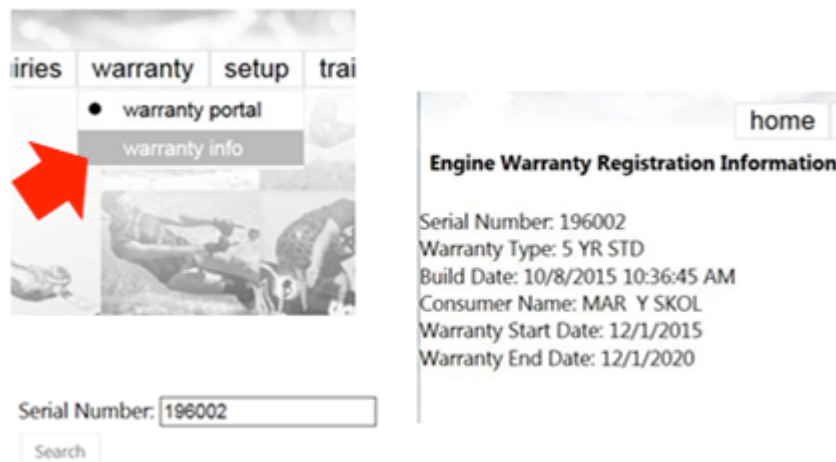 iries warranty setup trai
warranty portal
warranty info
Serial Number: 196002
Search
home
Engine Warranty Registration Information
Serial Number: 196002
Warranty Type: 5 YR STD
Build Date: 10/8/2015 10:36:45 AM
Consumer Name: MAR Y SKOL
Warranty Start Date: 12/1/2015
Warranty End Date: 12/1/2020